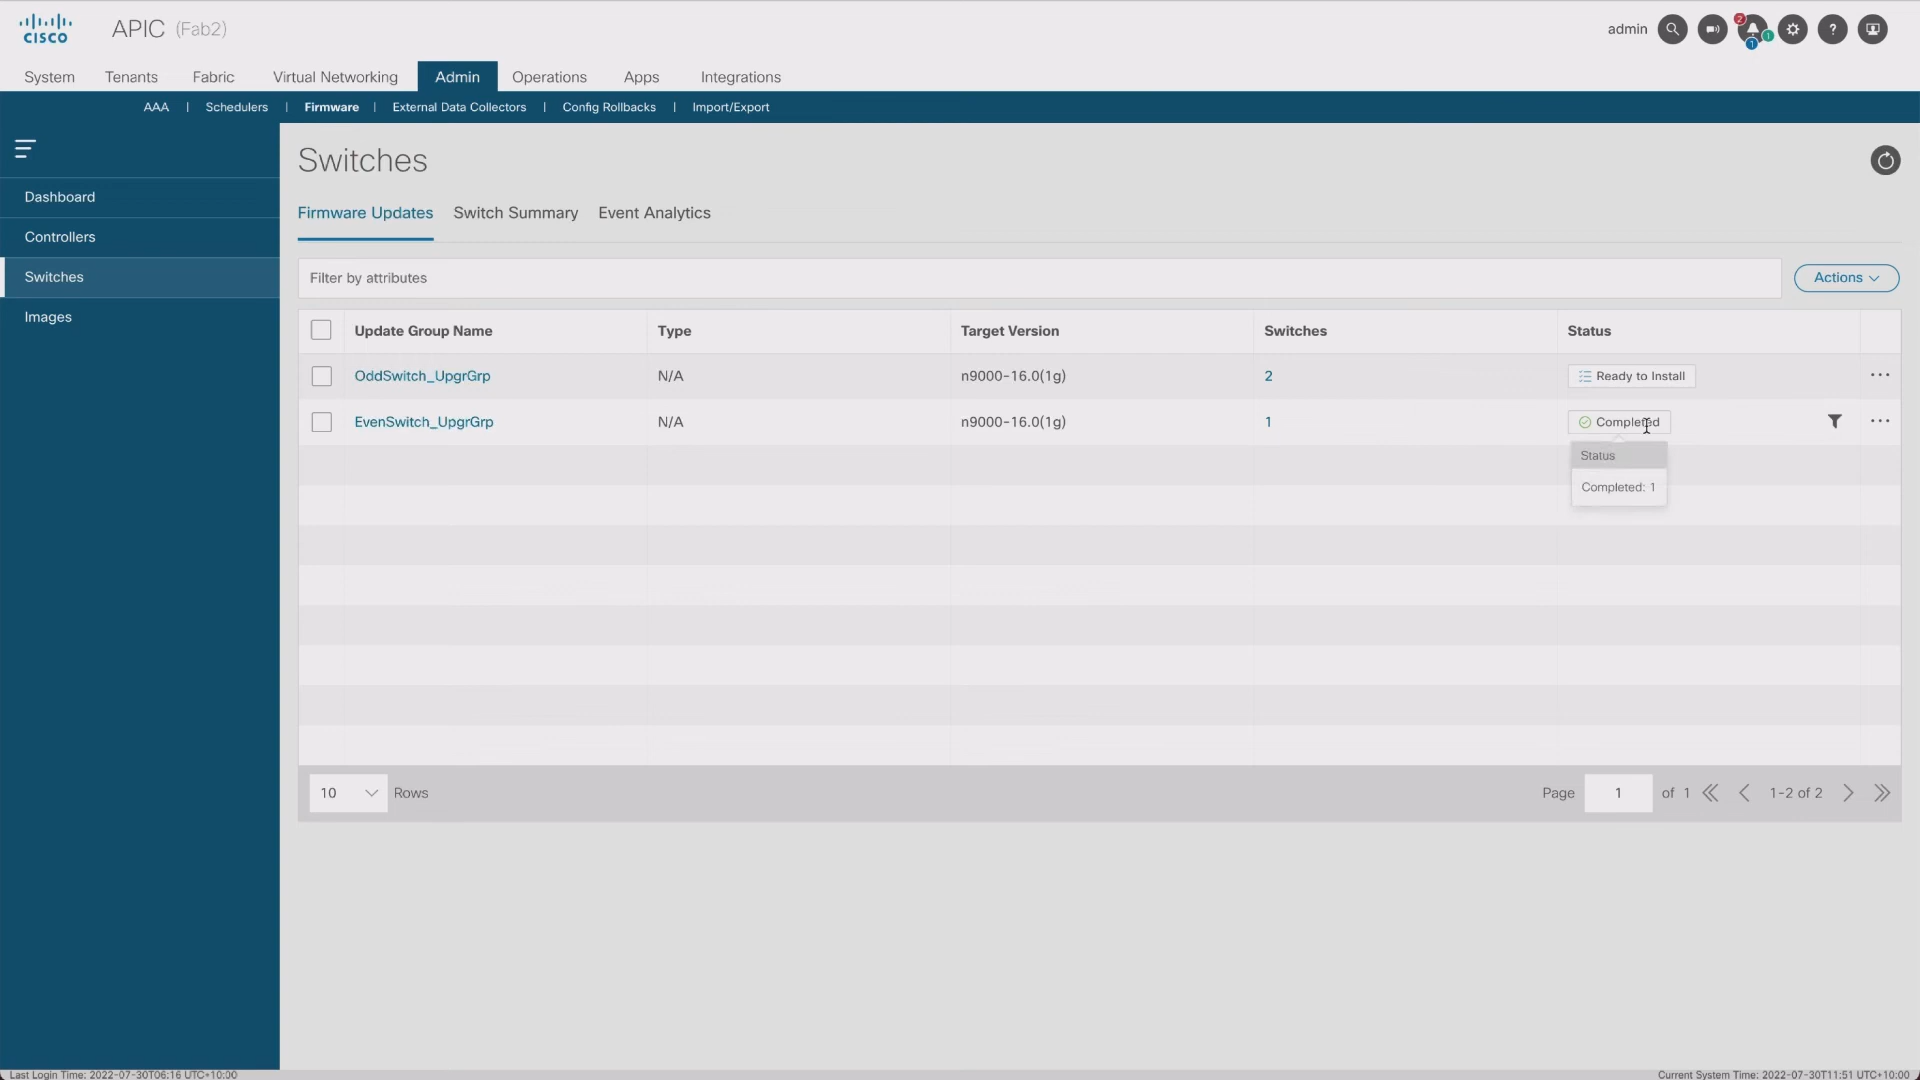 CISCO
APIC (Fab2)
admin
2
1
1
?
System Tenants Fabric Virtual Networking Admin Operations Apps Integrations
AAA | Schedulers | Firmware | External Data Collectors | Config Rollbacks | Import/Export
Dashboard
Controllers
Switches
Images
Switches
Firmware Updates Switch Summary Event Analytics
Filter by attributes
Actions
Update Group Name Type Target Version Switches Status
OddSwitch_UpgrGrp N/A n9000-16.0(1g) 2 Ready to Install
EvenSwitch_UpgrGrp N/A n9000-16.0(1g) 1 Completed
Status
Completed: 1
10 Rows
Page 1 of 1 1-2 of 2
Last Login Time: 2022-07-30T06:16 UTC+10:00
Current System Time: 2022-07-30T11:51 UTC+10:00